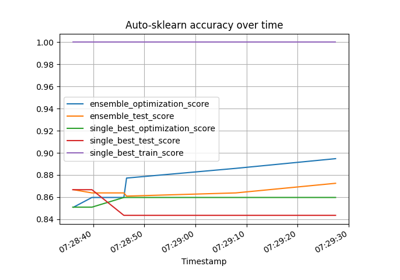 Auto-sklearn accuracy over time
1.00
0.98
0.96
0.94
0.92
0.90
0.88
0.86
0.84
ensemble_optimization_score
ensemble_test_score
single_best_optimization_score
single_best_test_score
single_best_train_score
07:28:40
07:28:50
07:29:00
07:29:10
07:29:20
07:29:30
Timestamp